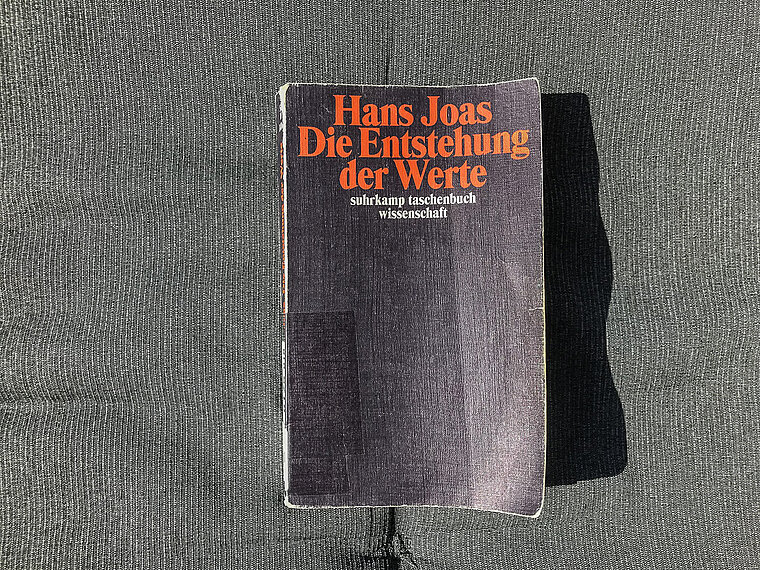 Hans Joas
Die Entstehung
der Werte
suhrkamp taschenbuch
wissenschaft